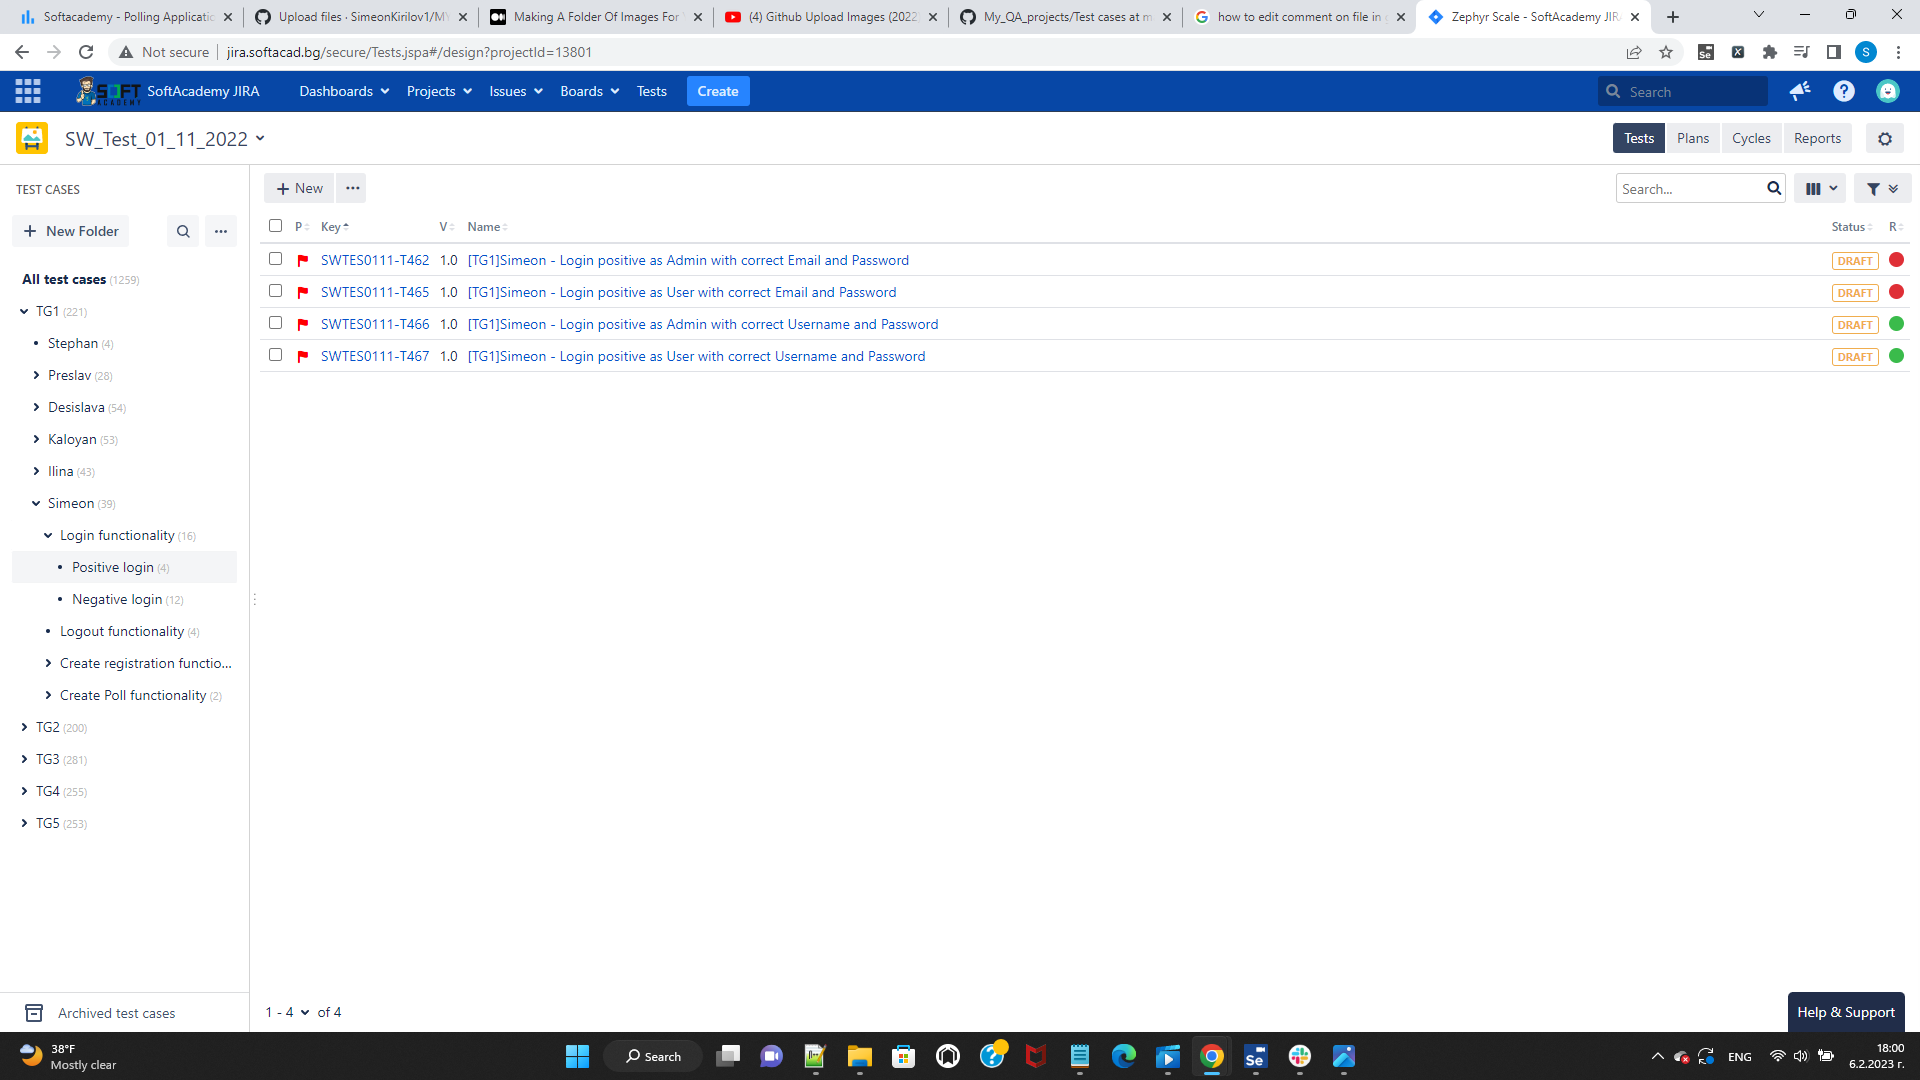 Softacademy - Polling Applicatio
Upload files · SimeonKirilov1/MY
Making A Folder Of Images For
(4) Github Upload Images (2022
My_QA_projects/Test cases at m
how to edit comment on file in g
Zephyr Scale - SoftAcademy JIR
Not secure
jira.softacad.bg/secure/Tests.jspa#/design?projectId=13801
Se
X
S
SOFT ACADEMY
SoftAcademy JIRA
Dashboards
Projects
Issues
Boards
Tests
Create
Search
SW_Test_01_11_2022
Tests
Plans
Cycles
Reports
TEST CASES
New
Search...
New Folder
P
Key
V
Name
Status
R
SWTES0111-T462 1.0 [TG1]Simeon - Login positive as Admin with correct Email and Password DRAFT
SWTES0111-T465 1.0 [TG1]Simeon - Login positive as User with correct Email and Password DRAFT
SWTES0111-T466 1.0 [TG1]Simeon - Login positive as Admin with correct Username and Password DRAFT
SWTES0111-T467 1.0 [TG1]Simeon - Login positive as User with correct Username and Password DRAFT
All test cases (1259)
TG1 (221)
Stephan (4)
Preslav (28)
Desislava (54)
Kaloyan (53)
Ilina (43)
Simeon (39)
Login functionality (16)
Positive login (4)
Negative login (12)
Logout functionality (4)
Create registration functio...
Create Poll functionality (2)
TG2 (200)
TG3 (281)
TG4 (255)
TG5 (253)
Archived test cases
1 - 4 of 4
Help & Support
38°F
Mostly clear
Search
Se
ENG
18:00
6.2.2023 г.